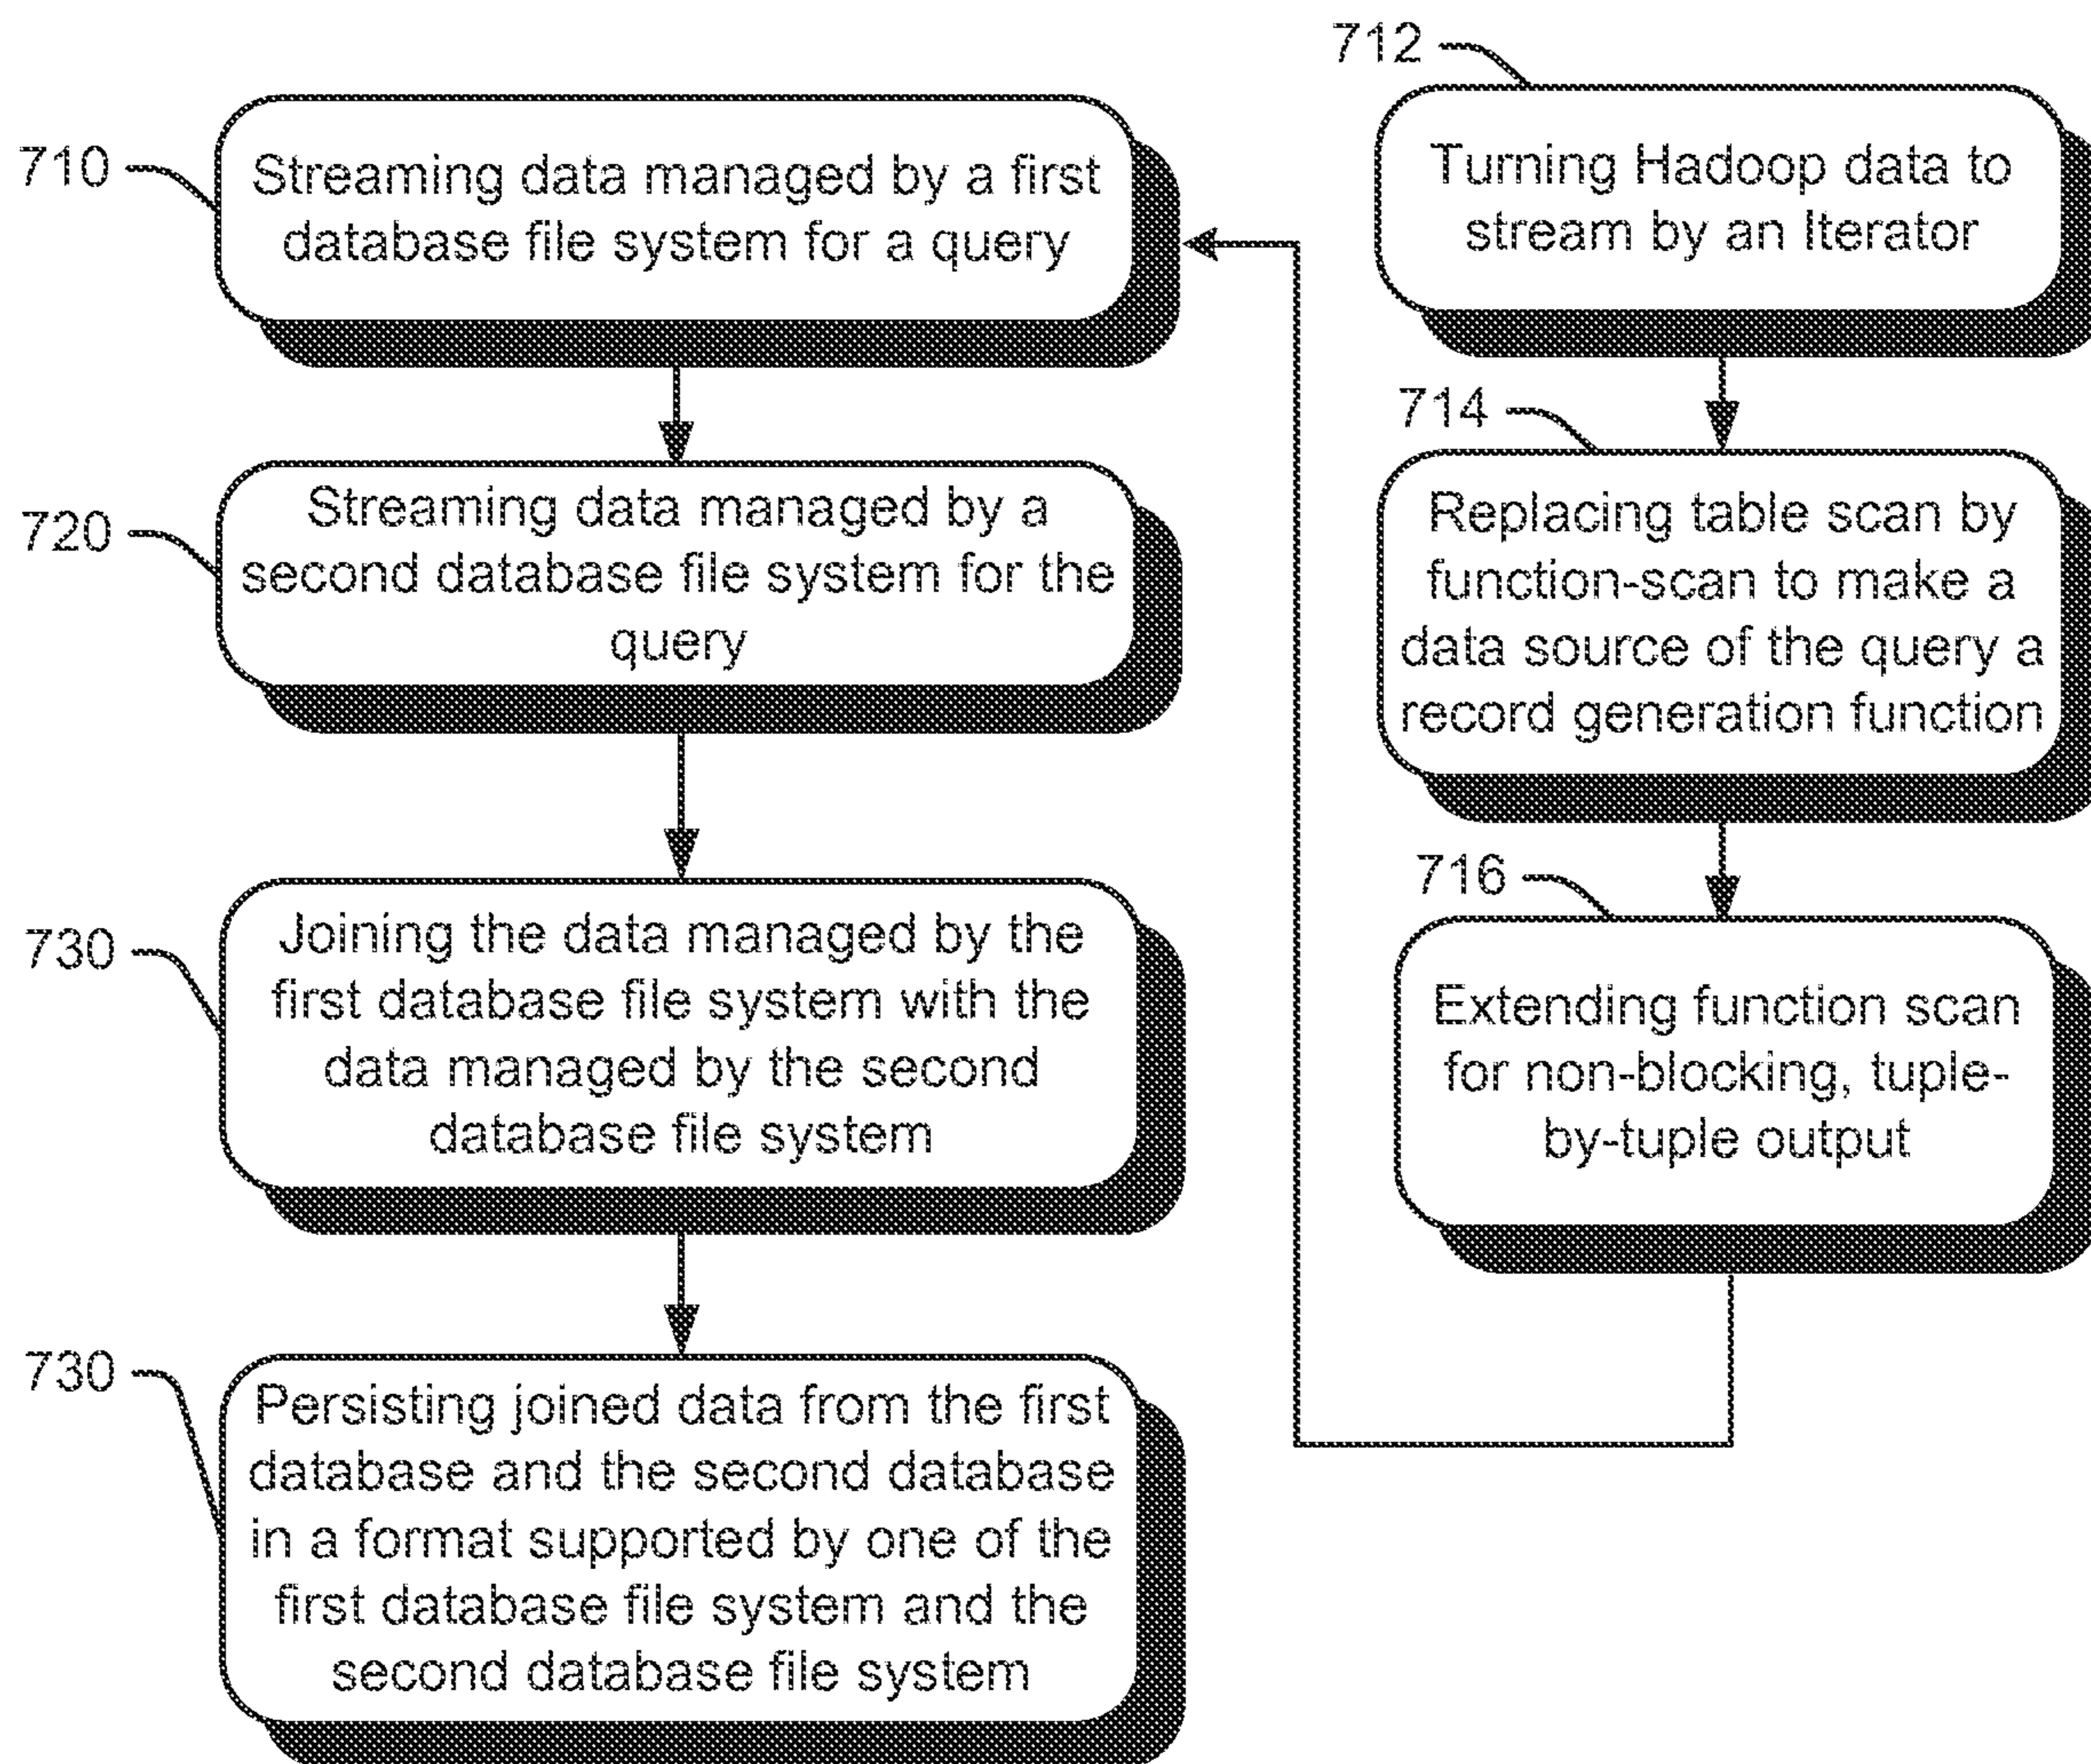 710
Streaming data managed by a first
database file system for a query
720
Streaming data managed by a
second database file system for the
query
730
Joining the data managed by the
first database file system with the
data managed by the second
database file system
730
Persisting joined data from the first
database and the second database
in a format supported by one of the
first database file system and the
second database file system
712
Turning Hadoop data to
stream by an Iterator
714
Replacing table scan by
function-scan to make a
data source of the query a
record generation function
716
Extending function scan
for non-blocking, tuple-
by-tuple output